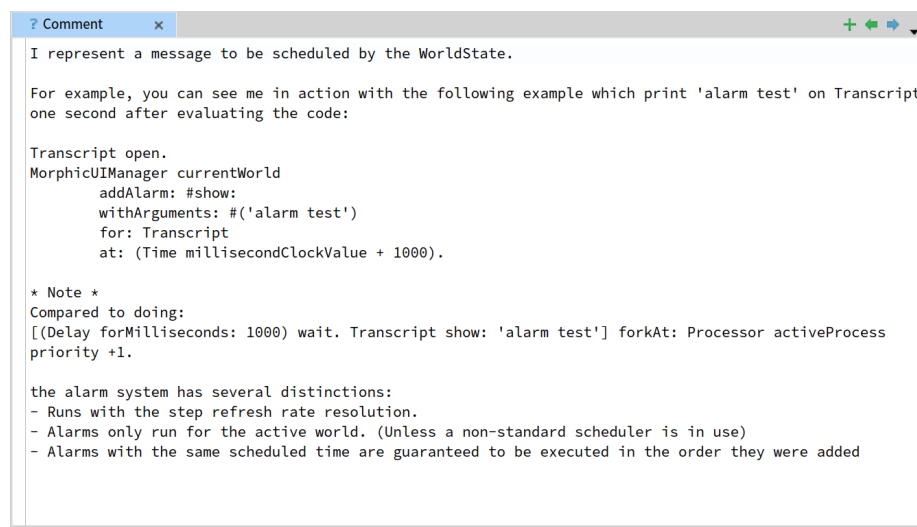 ? Comment ×
I represent a message to be scheduled by the WorldState.
For example, you can see me in action with the following example which print 'alarm test' on Transcript
one second after evaluating the code:
Transcript open.
MorphicUIManager currentWorld
addAlarm: #show:
withArguments: #('alarm test')
for: Transcript
at: (Time millisecondClockValue + 1000).
* Note *
Compared to doing:
[(Delay forMilliseconds: 1000) wait. Transcript show: 'alarm test'] forkAt: Processor activeProcess
priority +1.
the alarm system has several distinctions:
- Runs with the step refresh rate resolution.
- Alarms only run for the active world. (Unless a non-standard scheduler is in use)
- Alarms with the same scheduled time are guaranteed to be executed in the order they were added